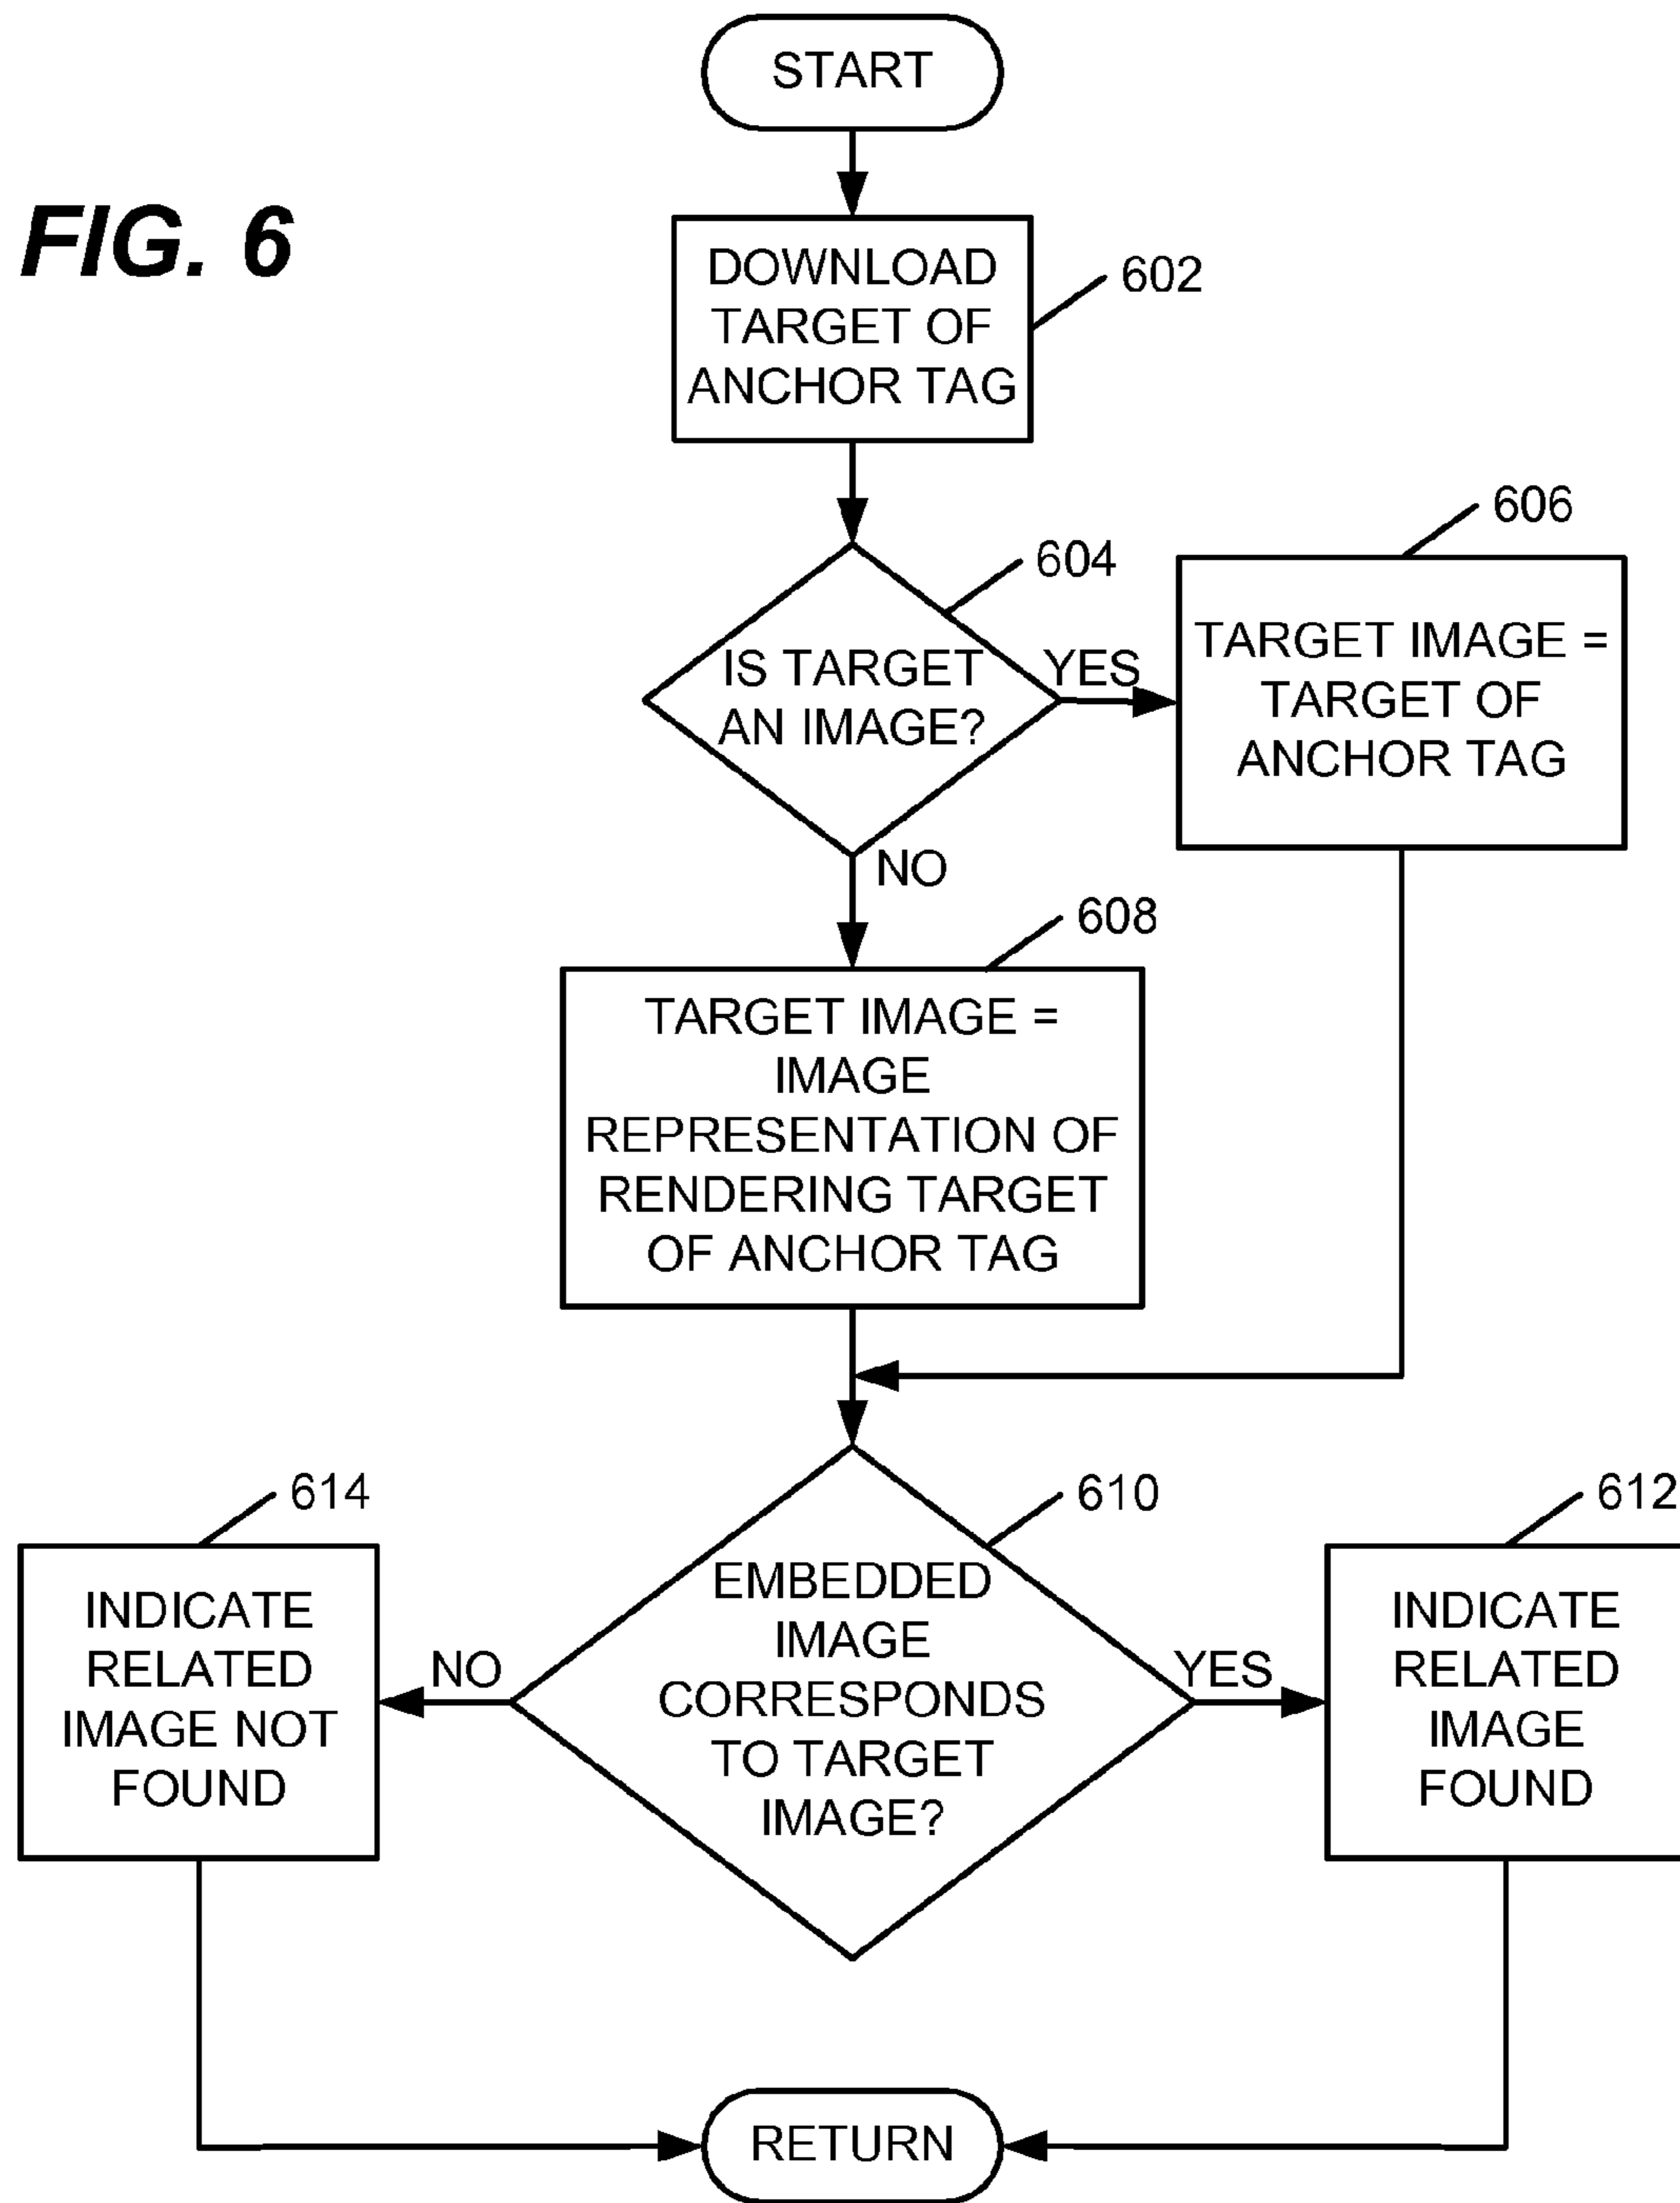 FIG. 6
START
DOWNLOAD
TARGET OF
ANCHOR TAG
602
604
IS TARGET
AN IMAGE?
YES
NO
606
TARGET IMAGE =
TARGET OF
ANCHOR TAG
608
TARGET IMAGE =
IMAGE
REPRESENTATION OF
RENDERING TARGET
OF ANCHOR TAG
610
EMBEDDED
IMAGE
CORRESPONDS
TO TARGET
IMAGE?
NO
YES
614
INDICATE
RELATED
IMAGE NOT
FOUND
612
INDICATE
RELATED
IMAGE
FOUND
RETURN